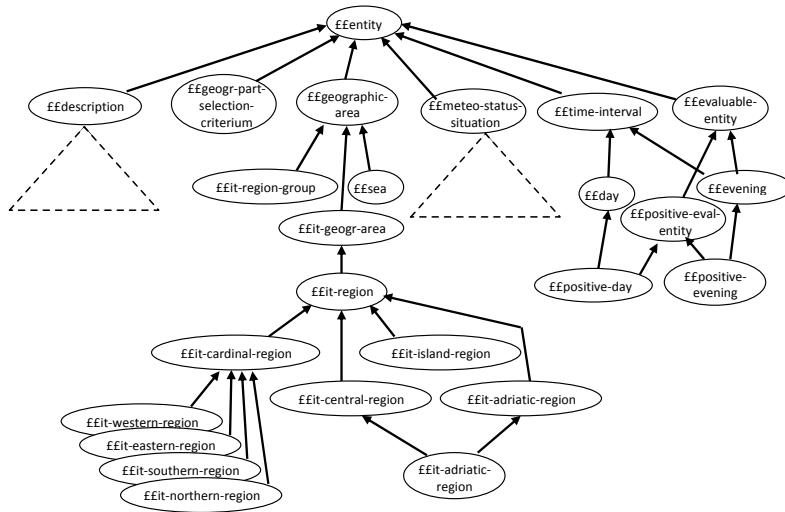 ££entity
££description
££geogr-part-
selection-
criterium
££geographic-
area
££meteo-status-
situation
££time-interval
££evaluable-
entity
££it-region-group
££sea
££day
££evening
££it-geogr-area
££positive-eval-
entity
££positive-day
££positive-
evening
££it-region
££it-cardinal-region
££it-island-region
££it-central-region
££it-adriatic-region
££it-western-region
££it-eastern-region
££it-southern-region
££it-northern-region
££it-adriatic-
region